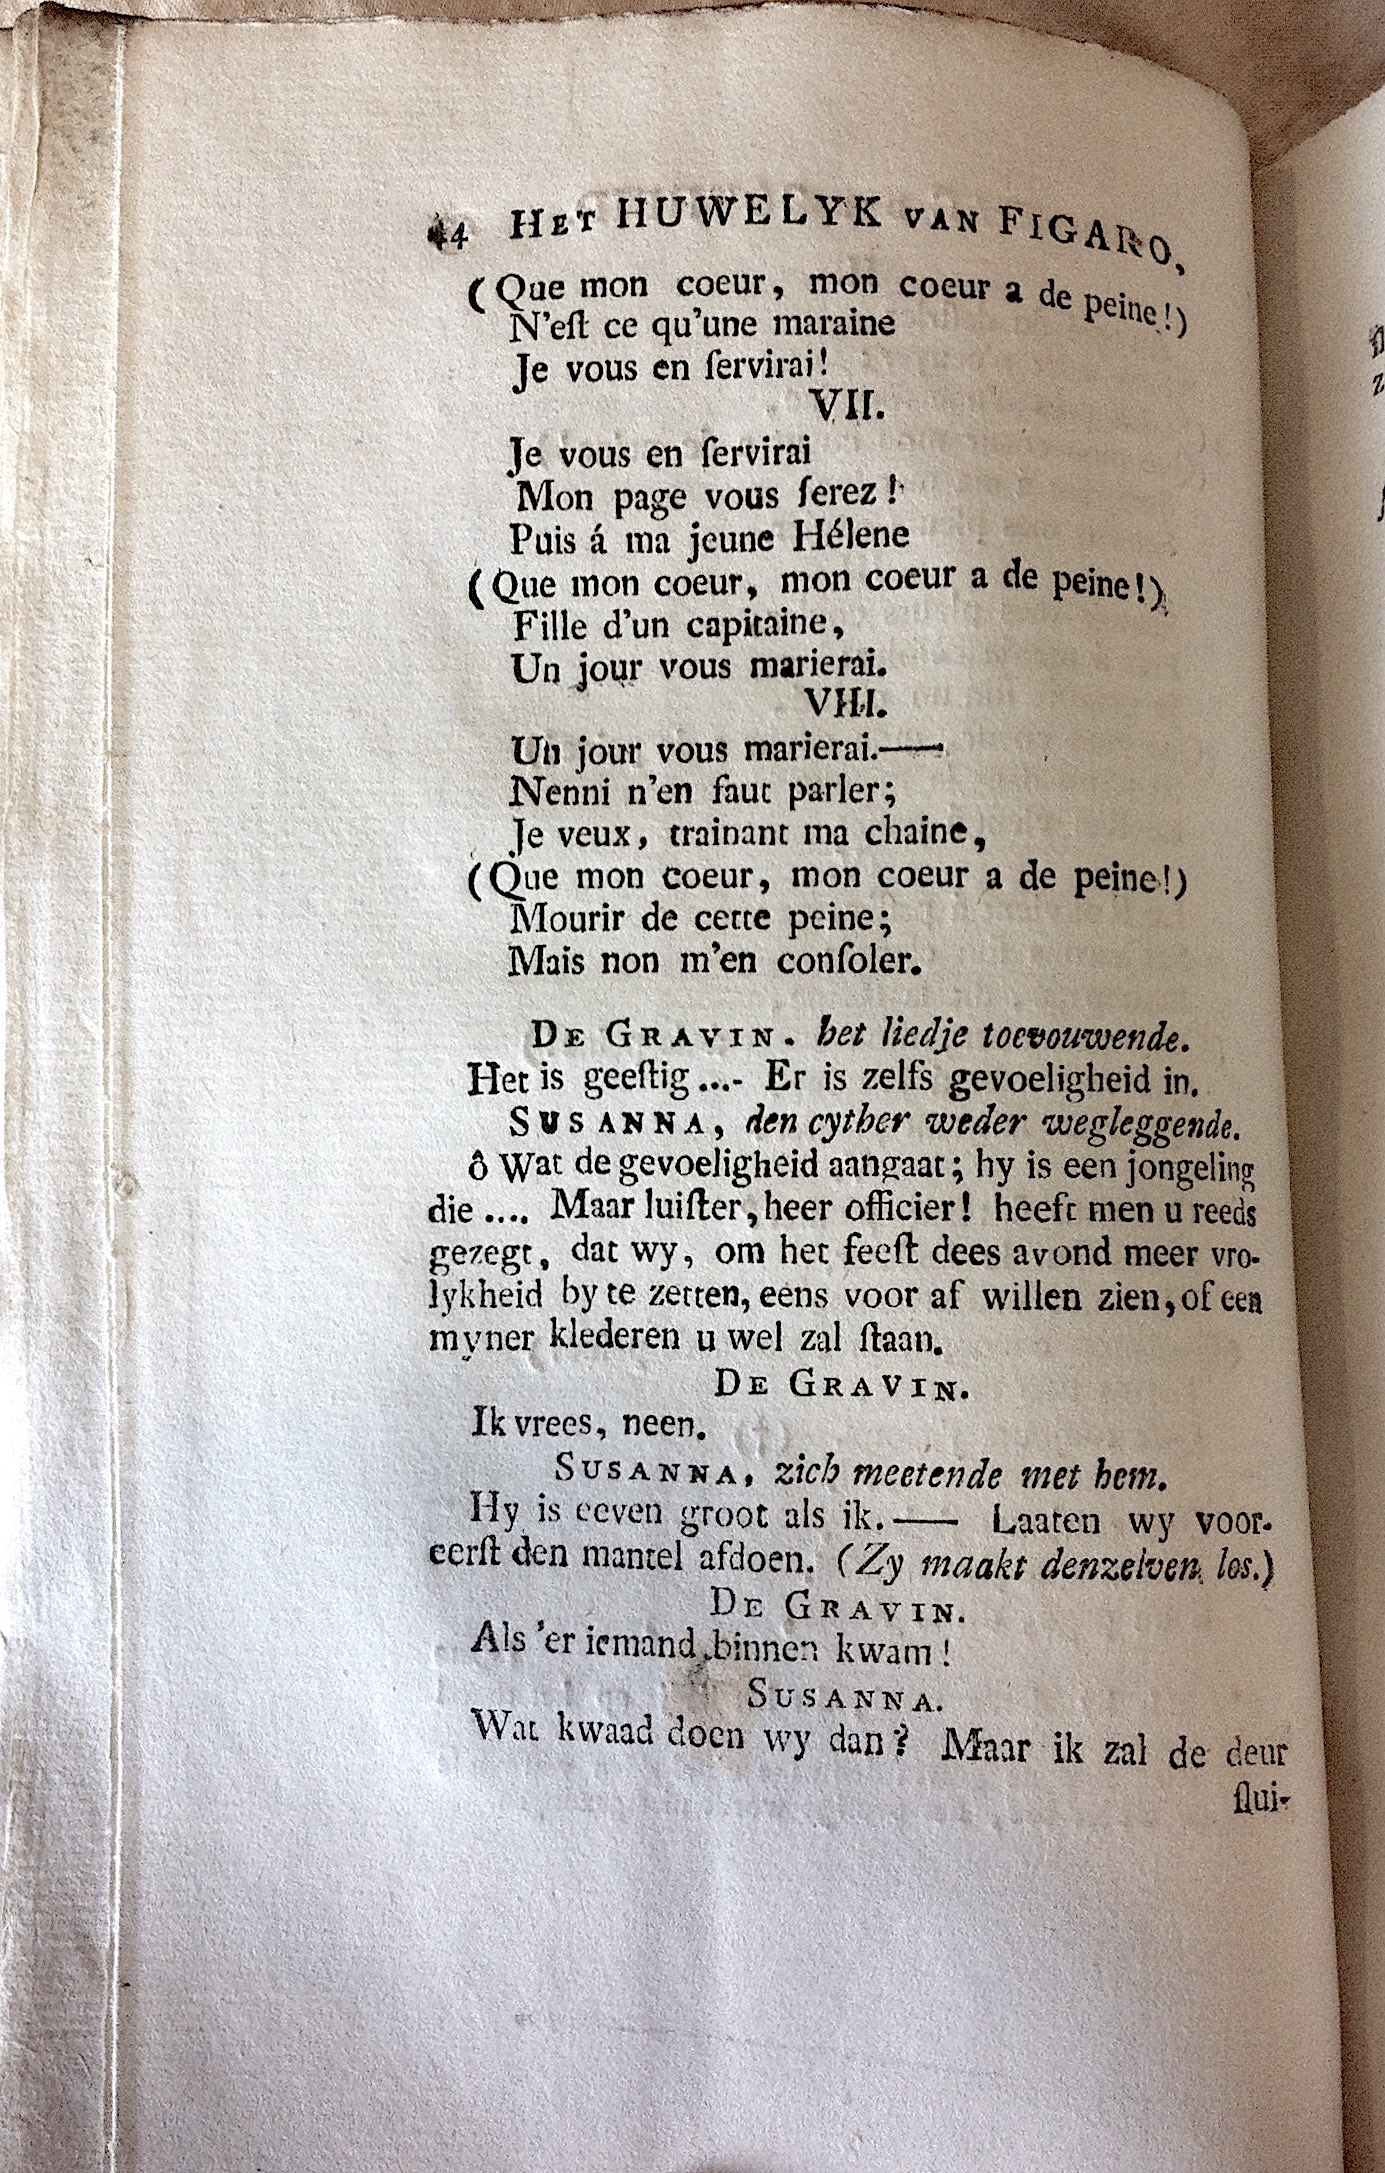 44 HET HUWELYK VAN FIGARO,
(Que mon coeur, mon coeur a de peine!)
N'eſt ce qu'une maraine
Je vous en ſervirai!
VII.
Je vous en ſervirai
Mon page vous ſerez!
Puis á ma jeune Hélene
(Que mon coeur, mon coeur a de peine!)
Fille d'un capitaine,
Un jour vous marierai.
VIII.
Un jour vous marierai.——
Nenni n'en faut parler;
Je veux, trainant ma chaine,
(Que mon coeur, mon coeur a de peine!)
Mourir de cette peine;
Mais non m'en conſoler.
DE GRAVIN. het liedje toevouwende.
Het is geeſtig...- Er is zelfs gevoeligheid in.
SUSANNA, den cyther weder wegleggende.
ô Wat de gevoeligheid aangaat; hy is een jongeling
die .... Maar luiſter, heer officier! heeft men u reeds
gezegt, dat wy, om het feeſt dees avond meer vro-
lykheid by te zetten, eens voor af willen zien, of een
myner klederen u wel zal ſtaan.
DE GRAVIN.
Ik vrees, neen.
SUSANNA, zich meetende met hem.
Hy is eeven groot als ik.—— Laaten wy voor-
eerſt den mantel afdoen. (Zy maakt denzelven los.)
DE GRAVIN.
Als 'er iemand binnen kwam!
SUSANNA.
Wat kwaad doen wy dan? Maar ik zal de deur
ſlui-